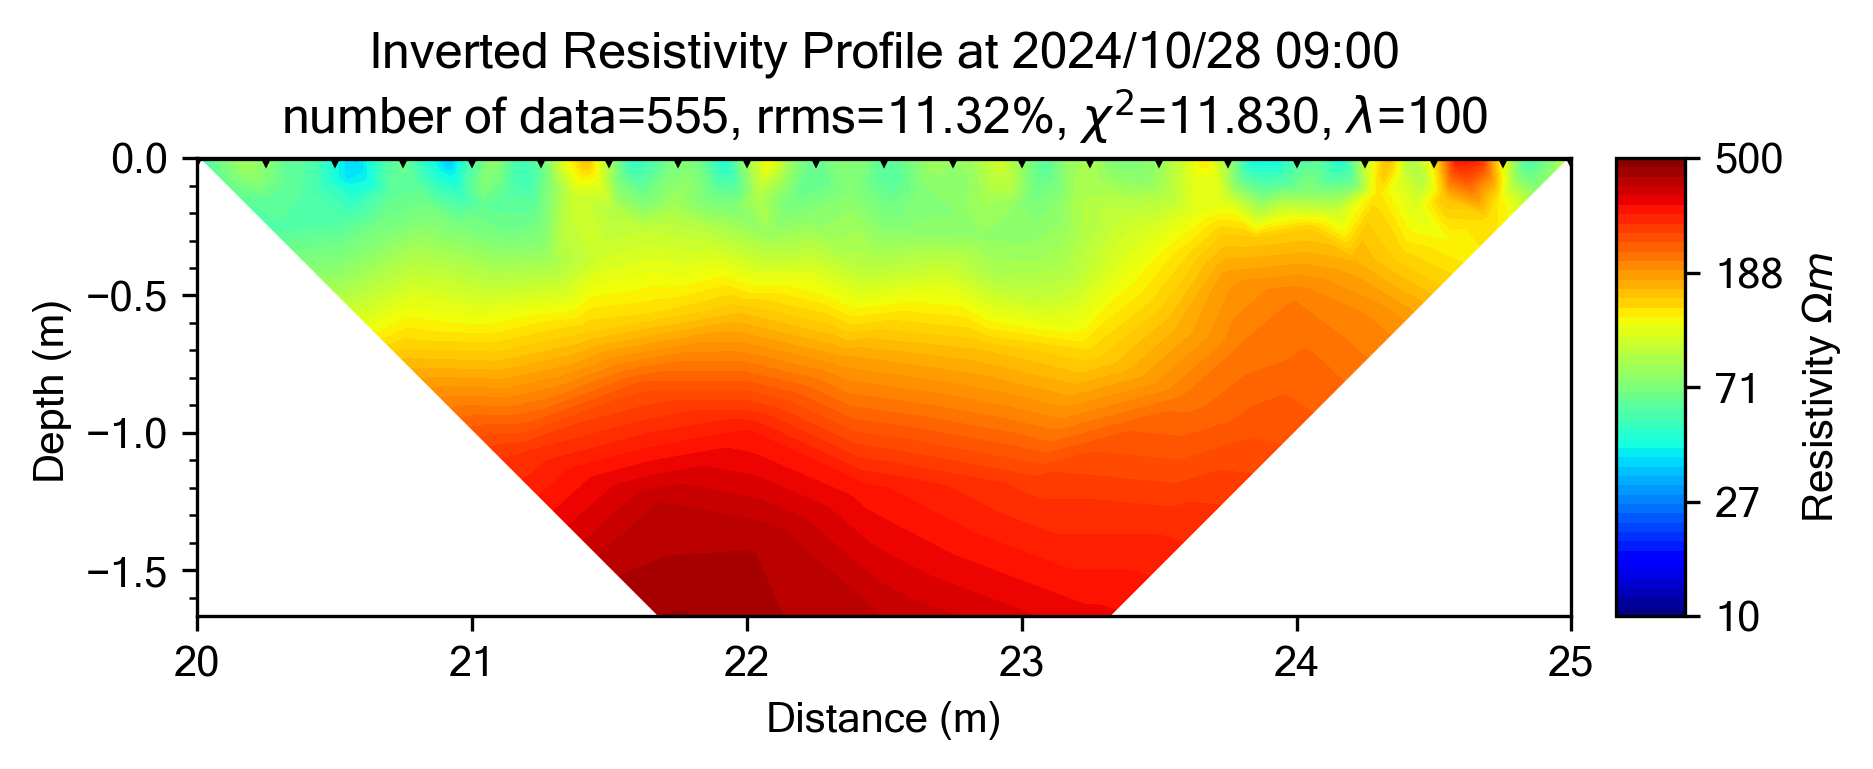 Inverted Resistivity Profile at 2024/10/28 09:00
number of data=555, rrms=11.32%, χ²=11.830, λ=100
0.0
−0.5
−1.0
−1.5
Depth (m)
20 21 22 23 24 25
Distance (m)
500
188
71
27
10
Resistivity Ωm